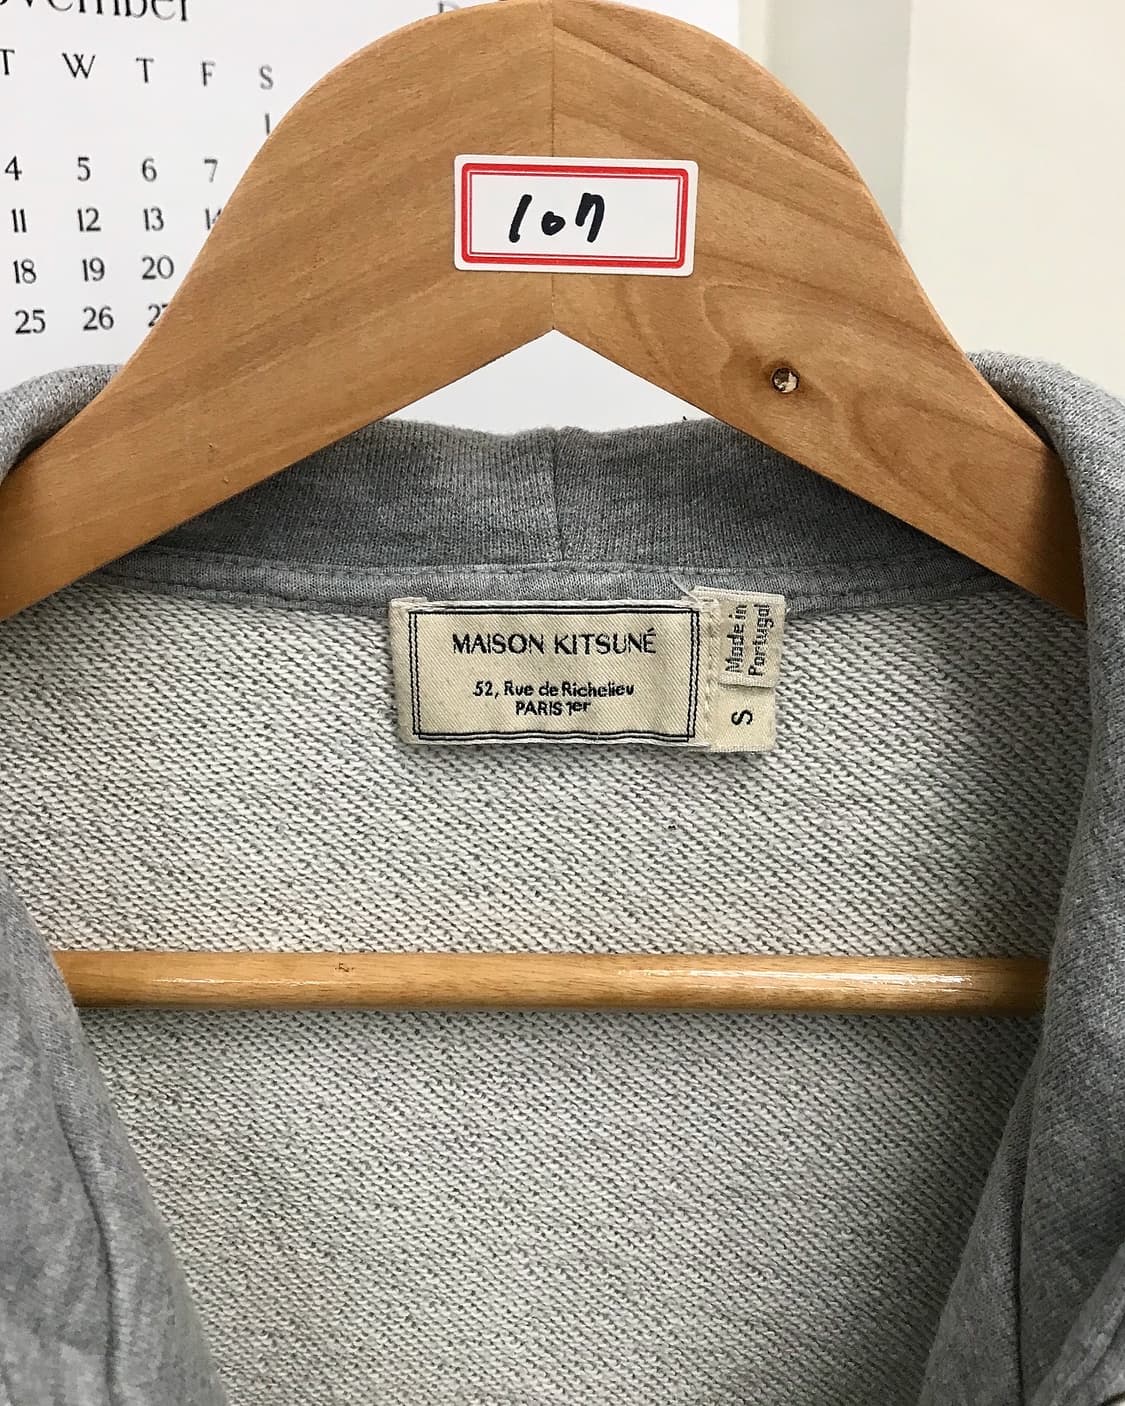 T W T F S
1
4 5 6 7
11 12 13
18 19 20
25 26
107
MAISON KITSUNÉ
52, Rue de Richelieu
PARIS 1er
Made in
Portugal
S